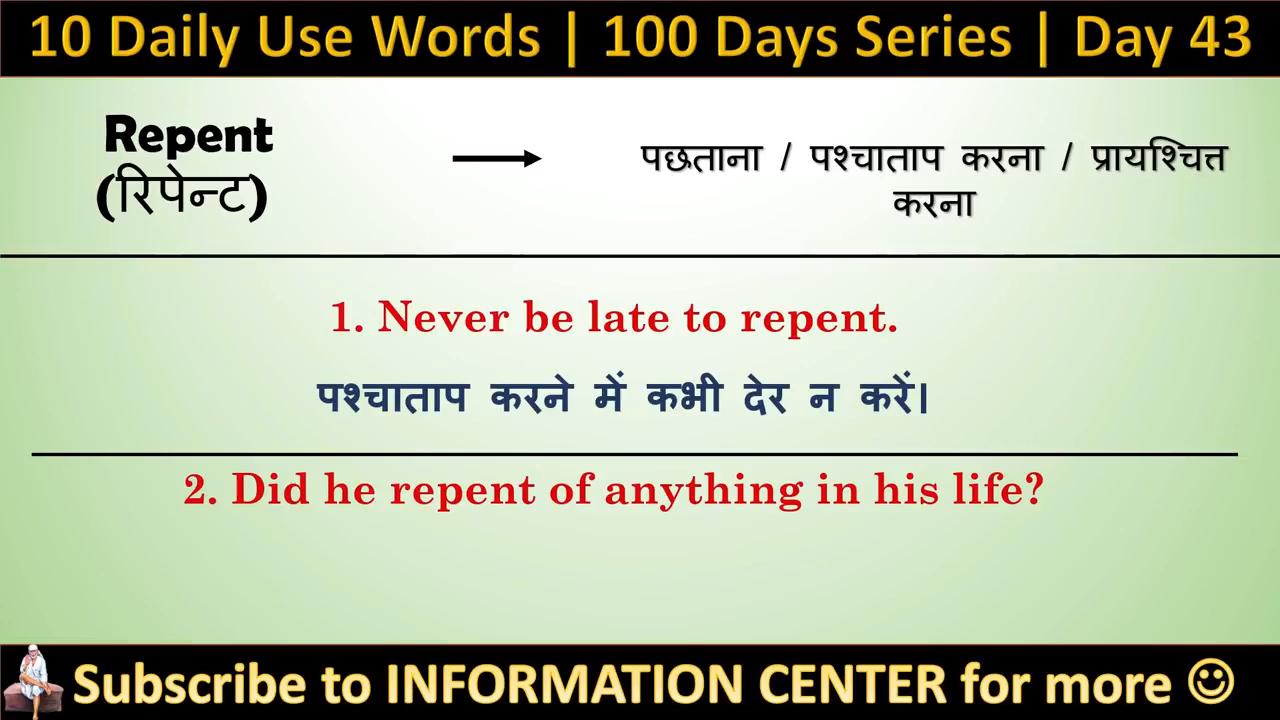 10 Daily Use Words | 100 Days Series | Day 43
Repent
(रिपेन्ट)
पछताना / पश्चाताप करना / प्रायश्चित्त
करना
1. Never be late to repent.
पश्चाताप करने में कभी देर न करें।
2. Did he repent of anything in his life?
Subscribe to INFORMATION CENTER for more ☺